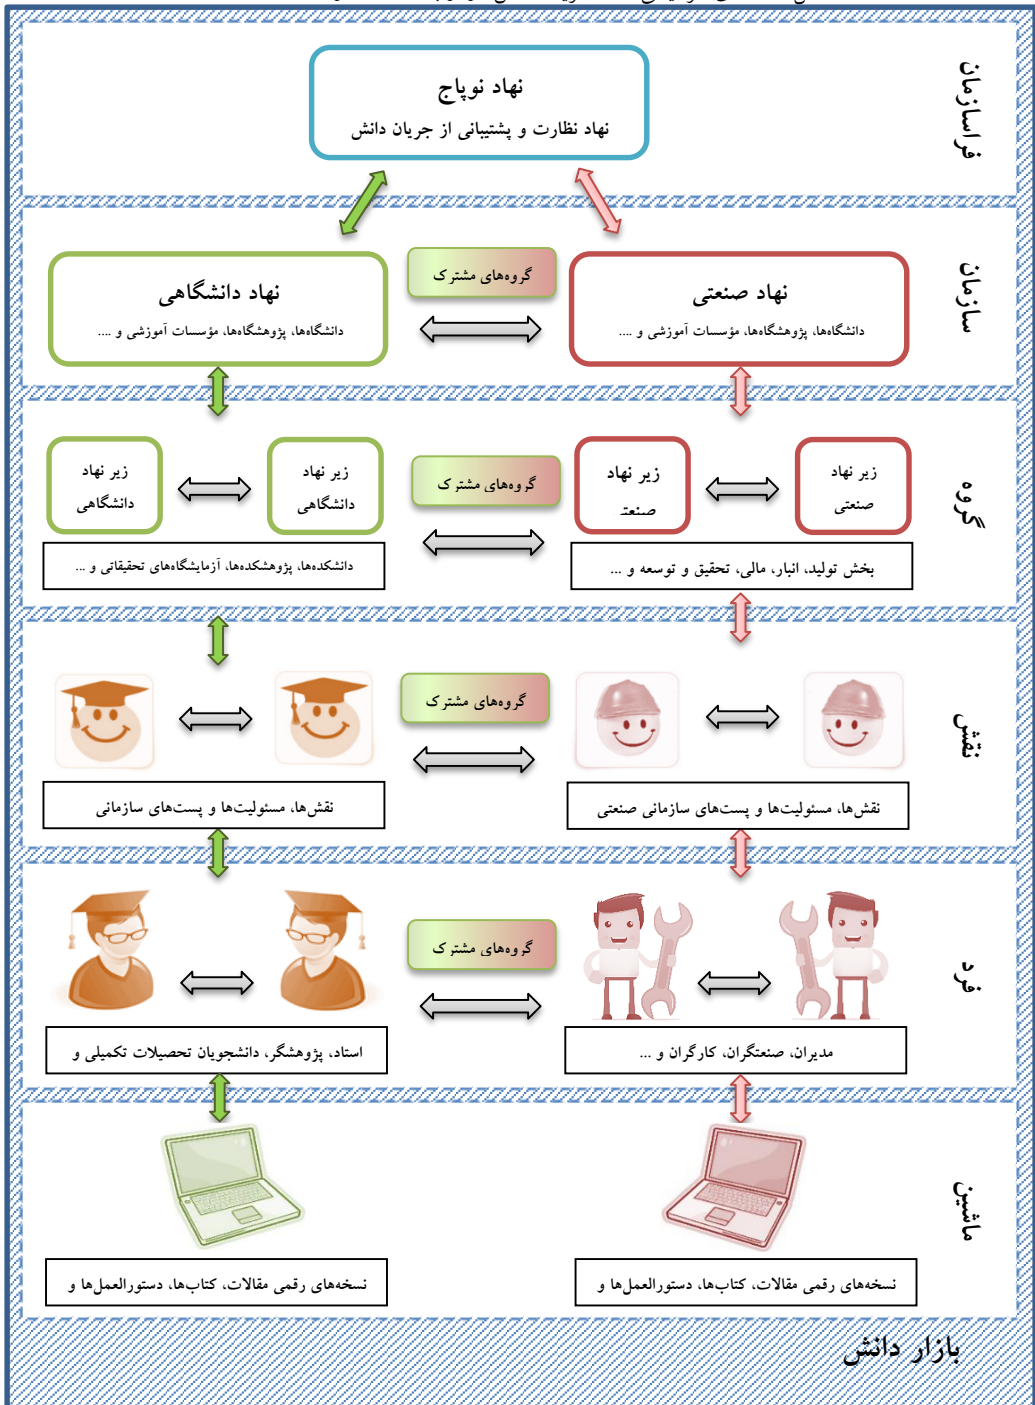 فراسازمان
نهاد نوپاج
نهاد نظارت و پشتیبانی از جریان دانش
سازمان
نهاد صنعتی
دانشگاه‌ها، پژوهشگاه‌ها، مؤسسات آموزشی و ....
گروه‌های مشترک
نهاد دانشگاهی
دانشگاه‌ها، پژوهشگاه‌ها، مؤسسات آموزشی و ....
گروه
زیر نهاد
صنعتی
زیر نهاد
صنعتی
گروه‌های مشترک
زیر نهاد
دانشگاهی
زیر نهاد
دانشگاهی
بخش تولید، انبار، مالی، تحقیق و توسعه و ...
دانشکده‌ها، پژوهشکده‌ها، آزمایشگاه‌های تحقیقاتی و ...
نقش
گروه‌های مشترک
نقش‌ها، مسئولیت‌ها و پست‌های سازمانی صنعتی
نقش‌ها، مسئولیت‌ها و پست‌های سازمانی
فرد
گروه‌های مشترک
مدیران، صنعتگران، کارگران و ...
استاد، پژوهشگر، دانشجویان تحصیلات تکمیلی و
ماشین
نسخه‌های رقمی مقالات، کتاب‌ها، دستورالعمل‌ها و
نسخه‌های رقمی مقالات، کتاب‌ها، دستورالعمل‌ها و
بازار دانش